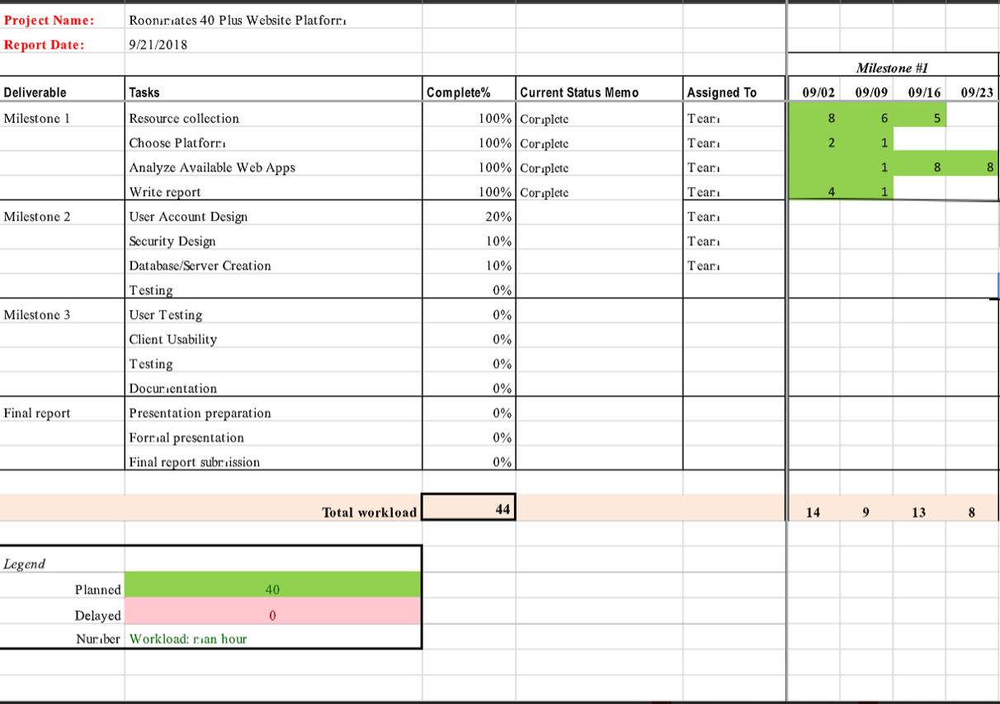 Project Name: Roommates 40 Plus Website Platform
Report Date: 9/21/2018
Milestone #1
Deliverable Tasks Complete% Current Status Memo Assigned To 09/02 09/09 09/16 09/23
Milestone 1 Resource collection 100% Complete Team 8 6 5
Choose Platform 100% Complete Team 2 1
Analyze Available Web Apps 100% Complete Team 1 8 8
Write report 100% Complete Team 4 1
Milestone 2 User Account Design 20% Team
Security Design 10% Team
Database/Server Creation 10% Team
Testing 0%
Milestone 3 User Testing 0%
Client Usability 0%
Testing 0%
Documentation 0%
Final report Presentation preparation 0%
Formal presentation 0%
Final report submission 0%
Total workload 44 14 9 13 8
Legend
Planned 40
Delayed 0
Number Workload: man hour